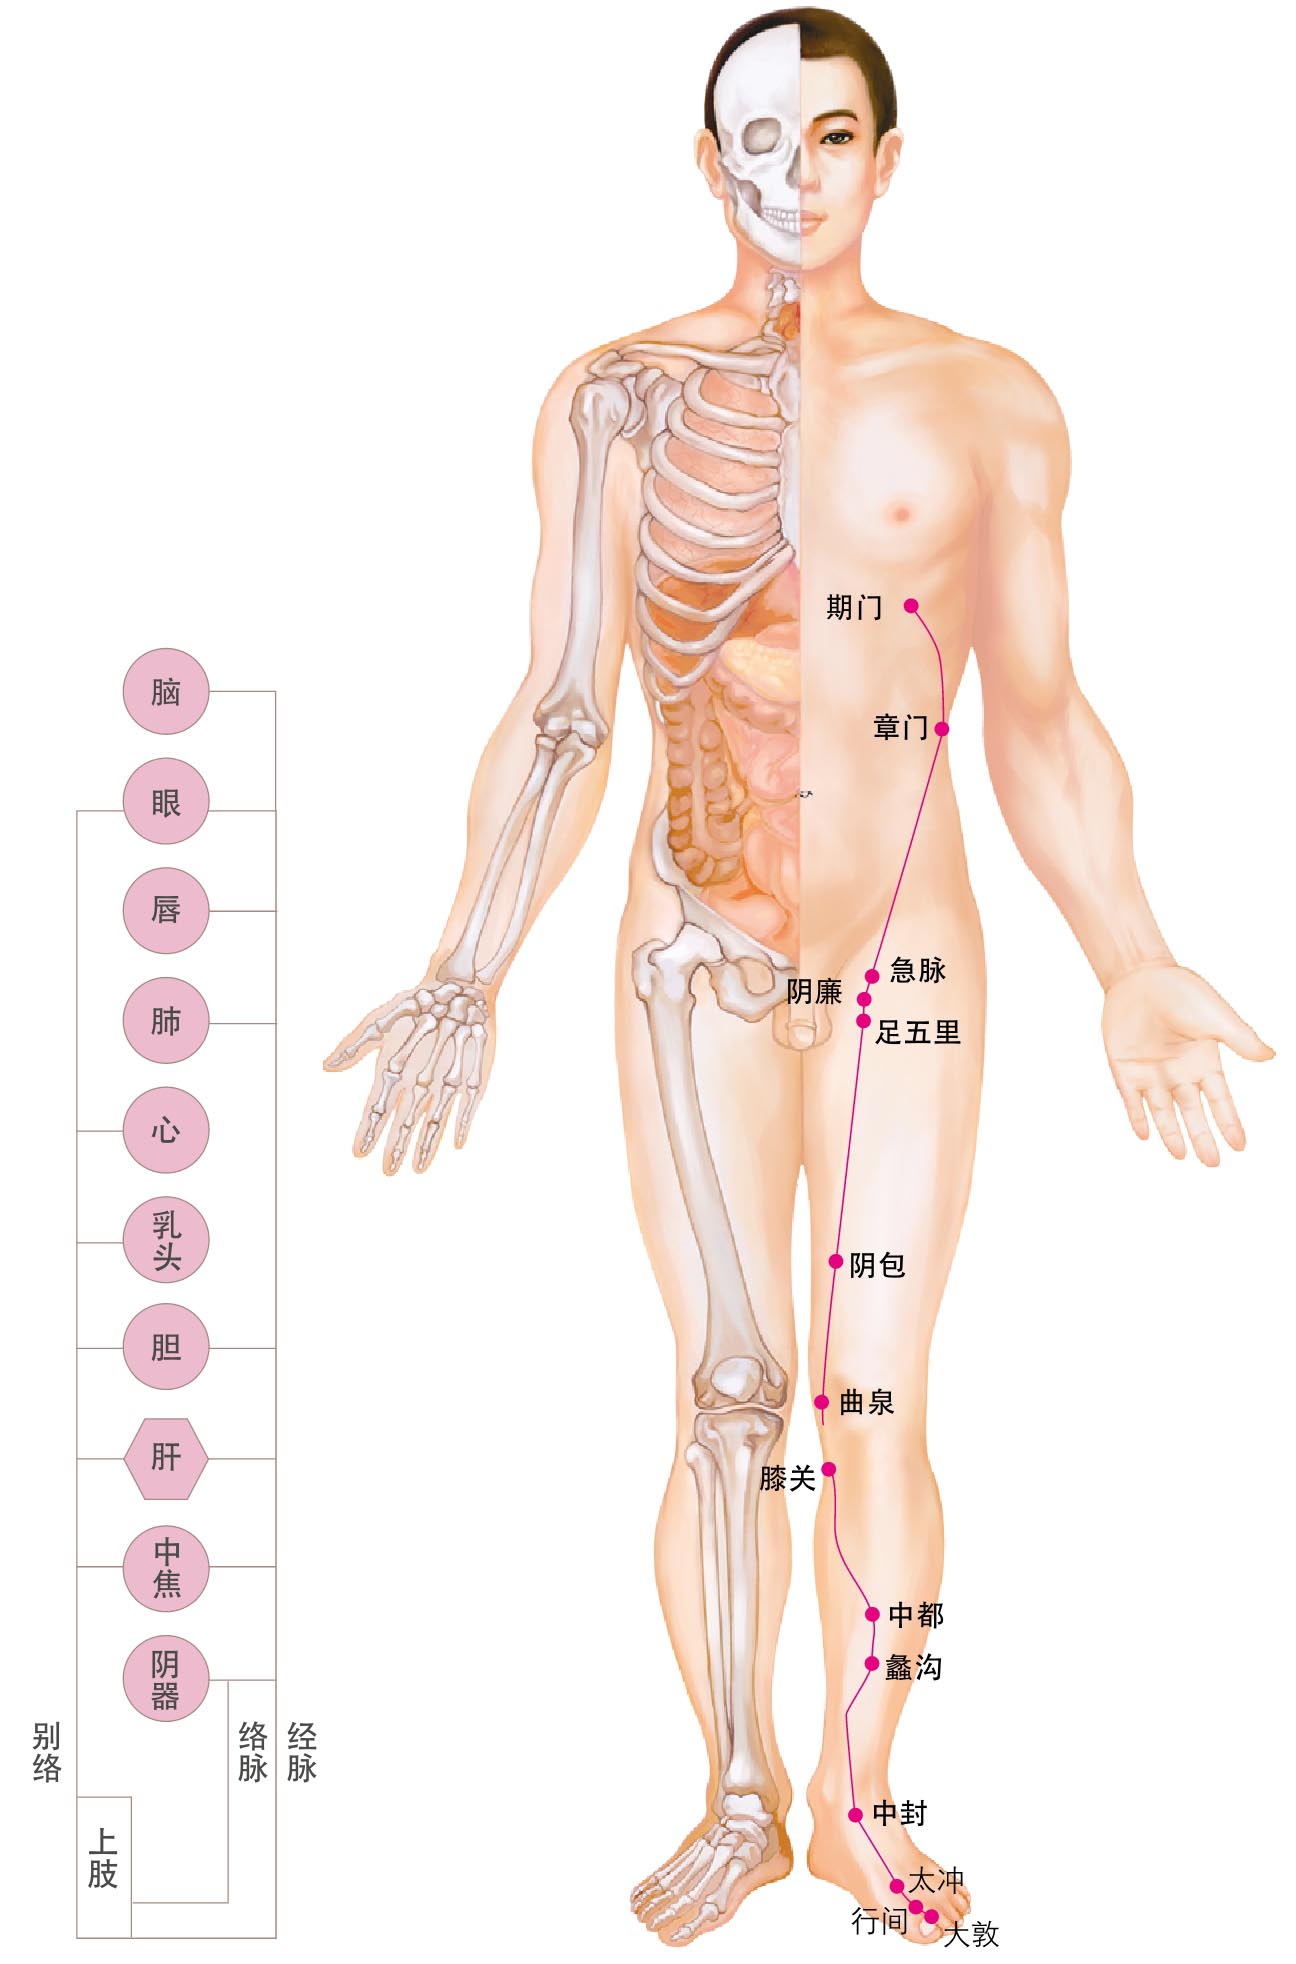 脑
眼
唇
肺
心
乳
头
胆
肝
中
焦
阴
器
别
络
络
脉
经
脉
上
肢
期门
章门
急脉
阴廉
足五里
阴包
曲泉
膝关
中都
蠡沟
中封
太冲
行间
大敦